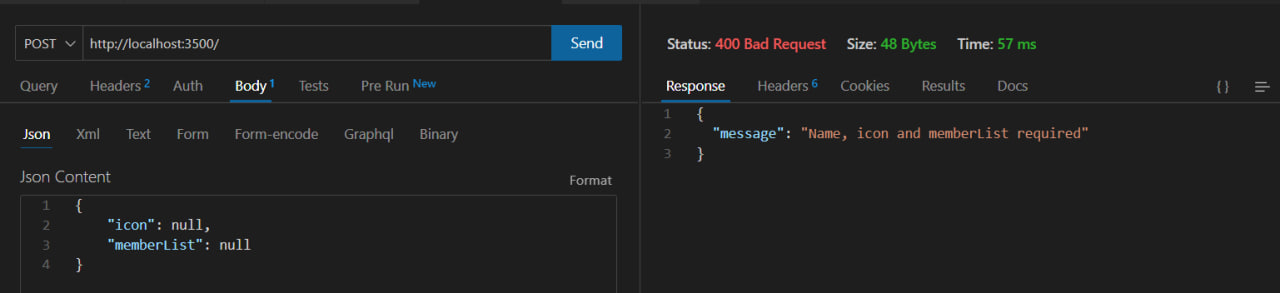 POST http://localhost:3500/ Send
Query Headers 2 Auth Body 1 Tests Pre Run New
Json Xml Text Form Form-encode Graphql Binary
Json Content
Format
1 {
2 "icon": null,
3 "memberList": null
4 }
Status: 400 Bad Request Size: 48 Bytes Time: 57 ms
Response Headers 6 Cookies Results Docs { }
1 {
2 "message": "Name, icon and memberList required"
3 }